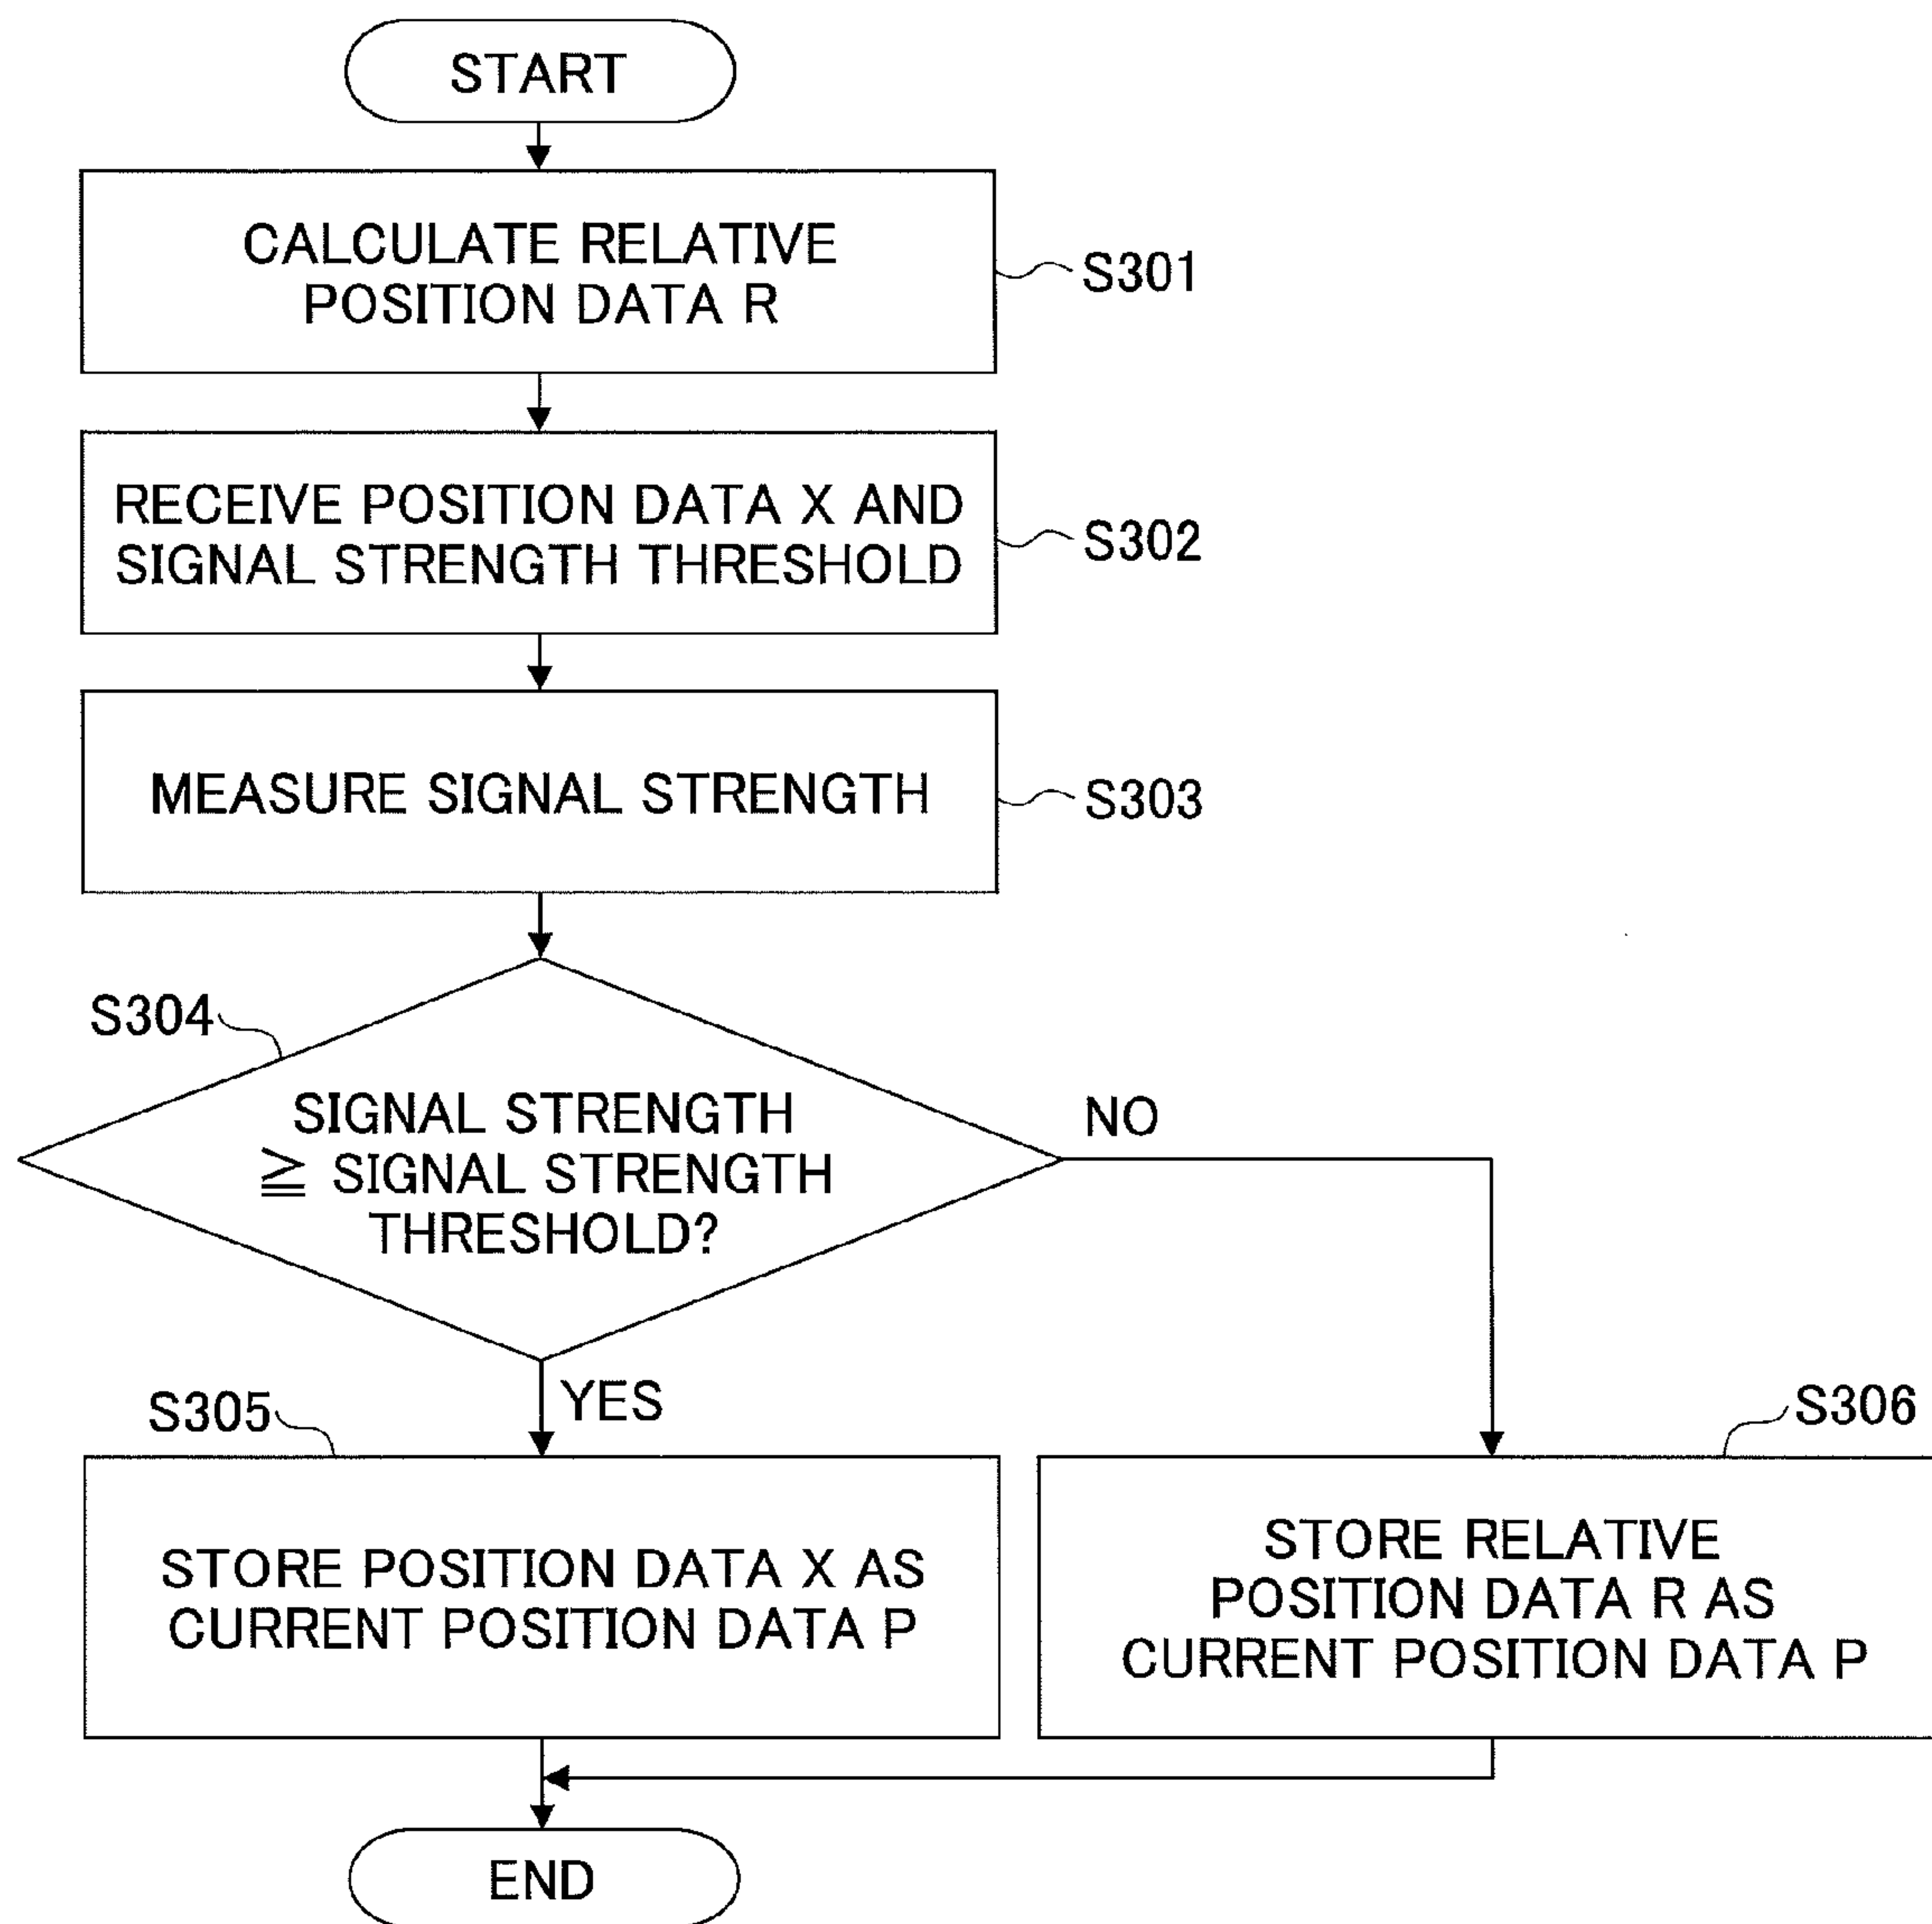 START
CALCULATE RELATIVE
POSITION DATA R
S301
RECEIVE POSITION DATA X AND
SIGNAL STRENGTH THRESHOLD
S302
MEASURE SIGNAL STRENGTH
S303
S304
SIGNAL STRENGTH
≧ SIGNAL STRENGTH
THRESHOLD?
NO
YES
S305
STORE POSITION DATA X AS
CURRENT POSITION DATA P
S306
STORE RELATIVE
POSITION DATA R AS
CURRENT POSITION DATA P
END